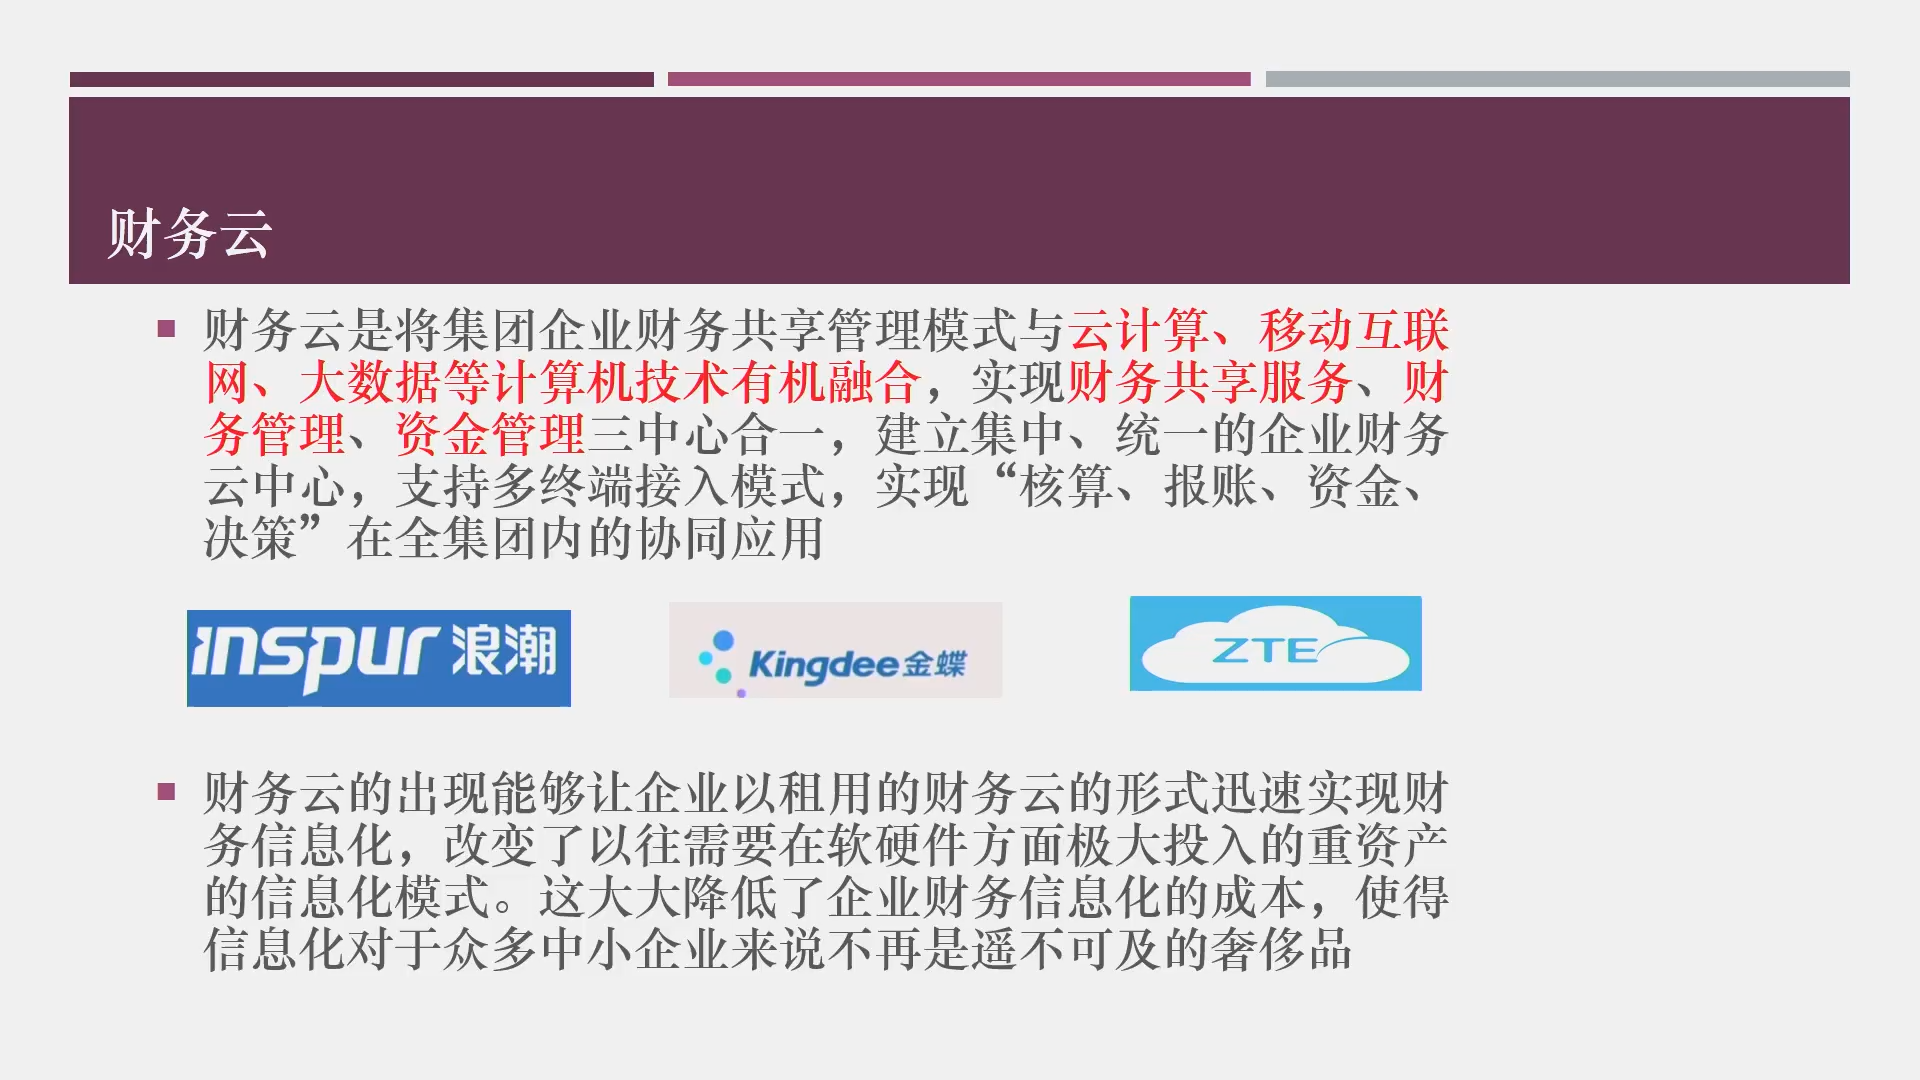 财务云
财务云是将集团企业财务共享管理模式与云计算、移动互联
网、大数据等计算机技术有机融合，实现财务共享服务、财
务管理、资金管理三中心合一，建立集中、统一的企业财务
云中心，支持多终端接入模式，实现“核算、报账、资金、
决策”在全集团内的协同应用
inspur 浪潮
Kingdee金蝶
ZTE
财务云的出现能够让企业以租用的财务云的形式迅速实现财
务信息化，改变了以往需要在软硬件方面极大投入的重资产
的信息化模式。这大大降低了企业财务信息化的成本，使得
信息化对于众多中小企业来说不再是遥不可及的奢侈品